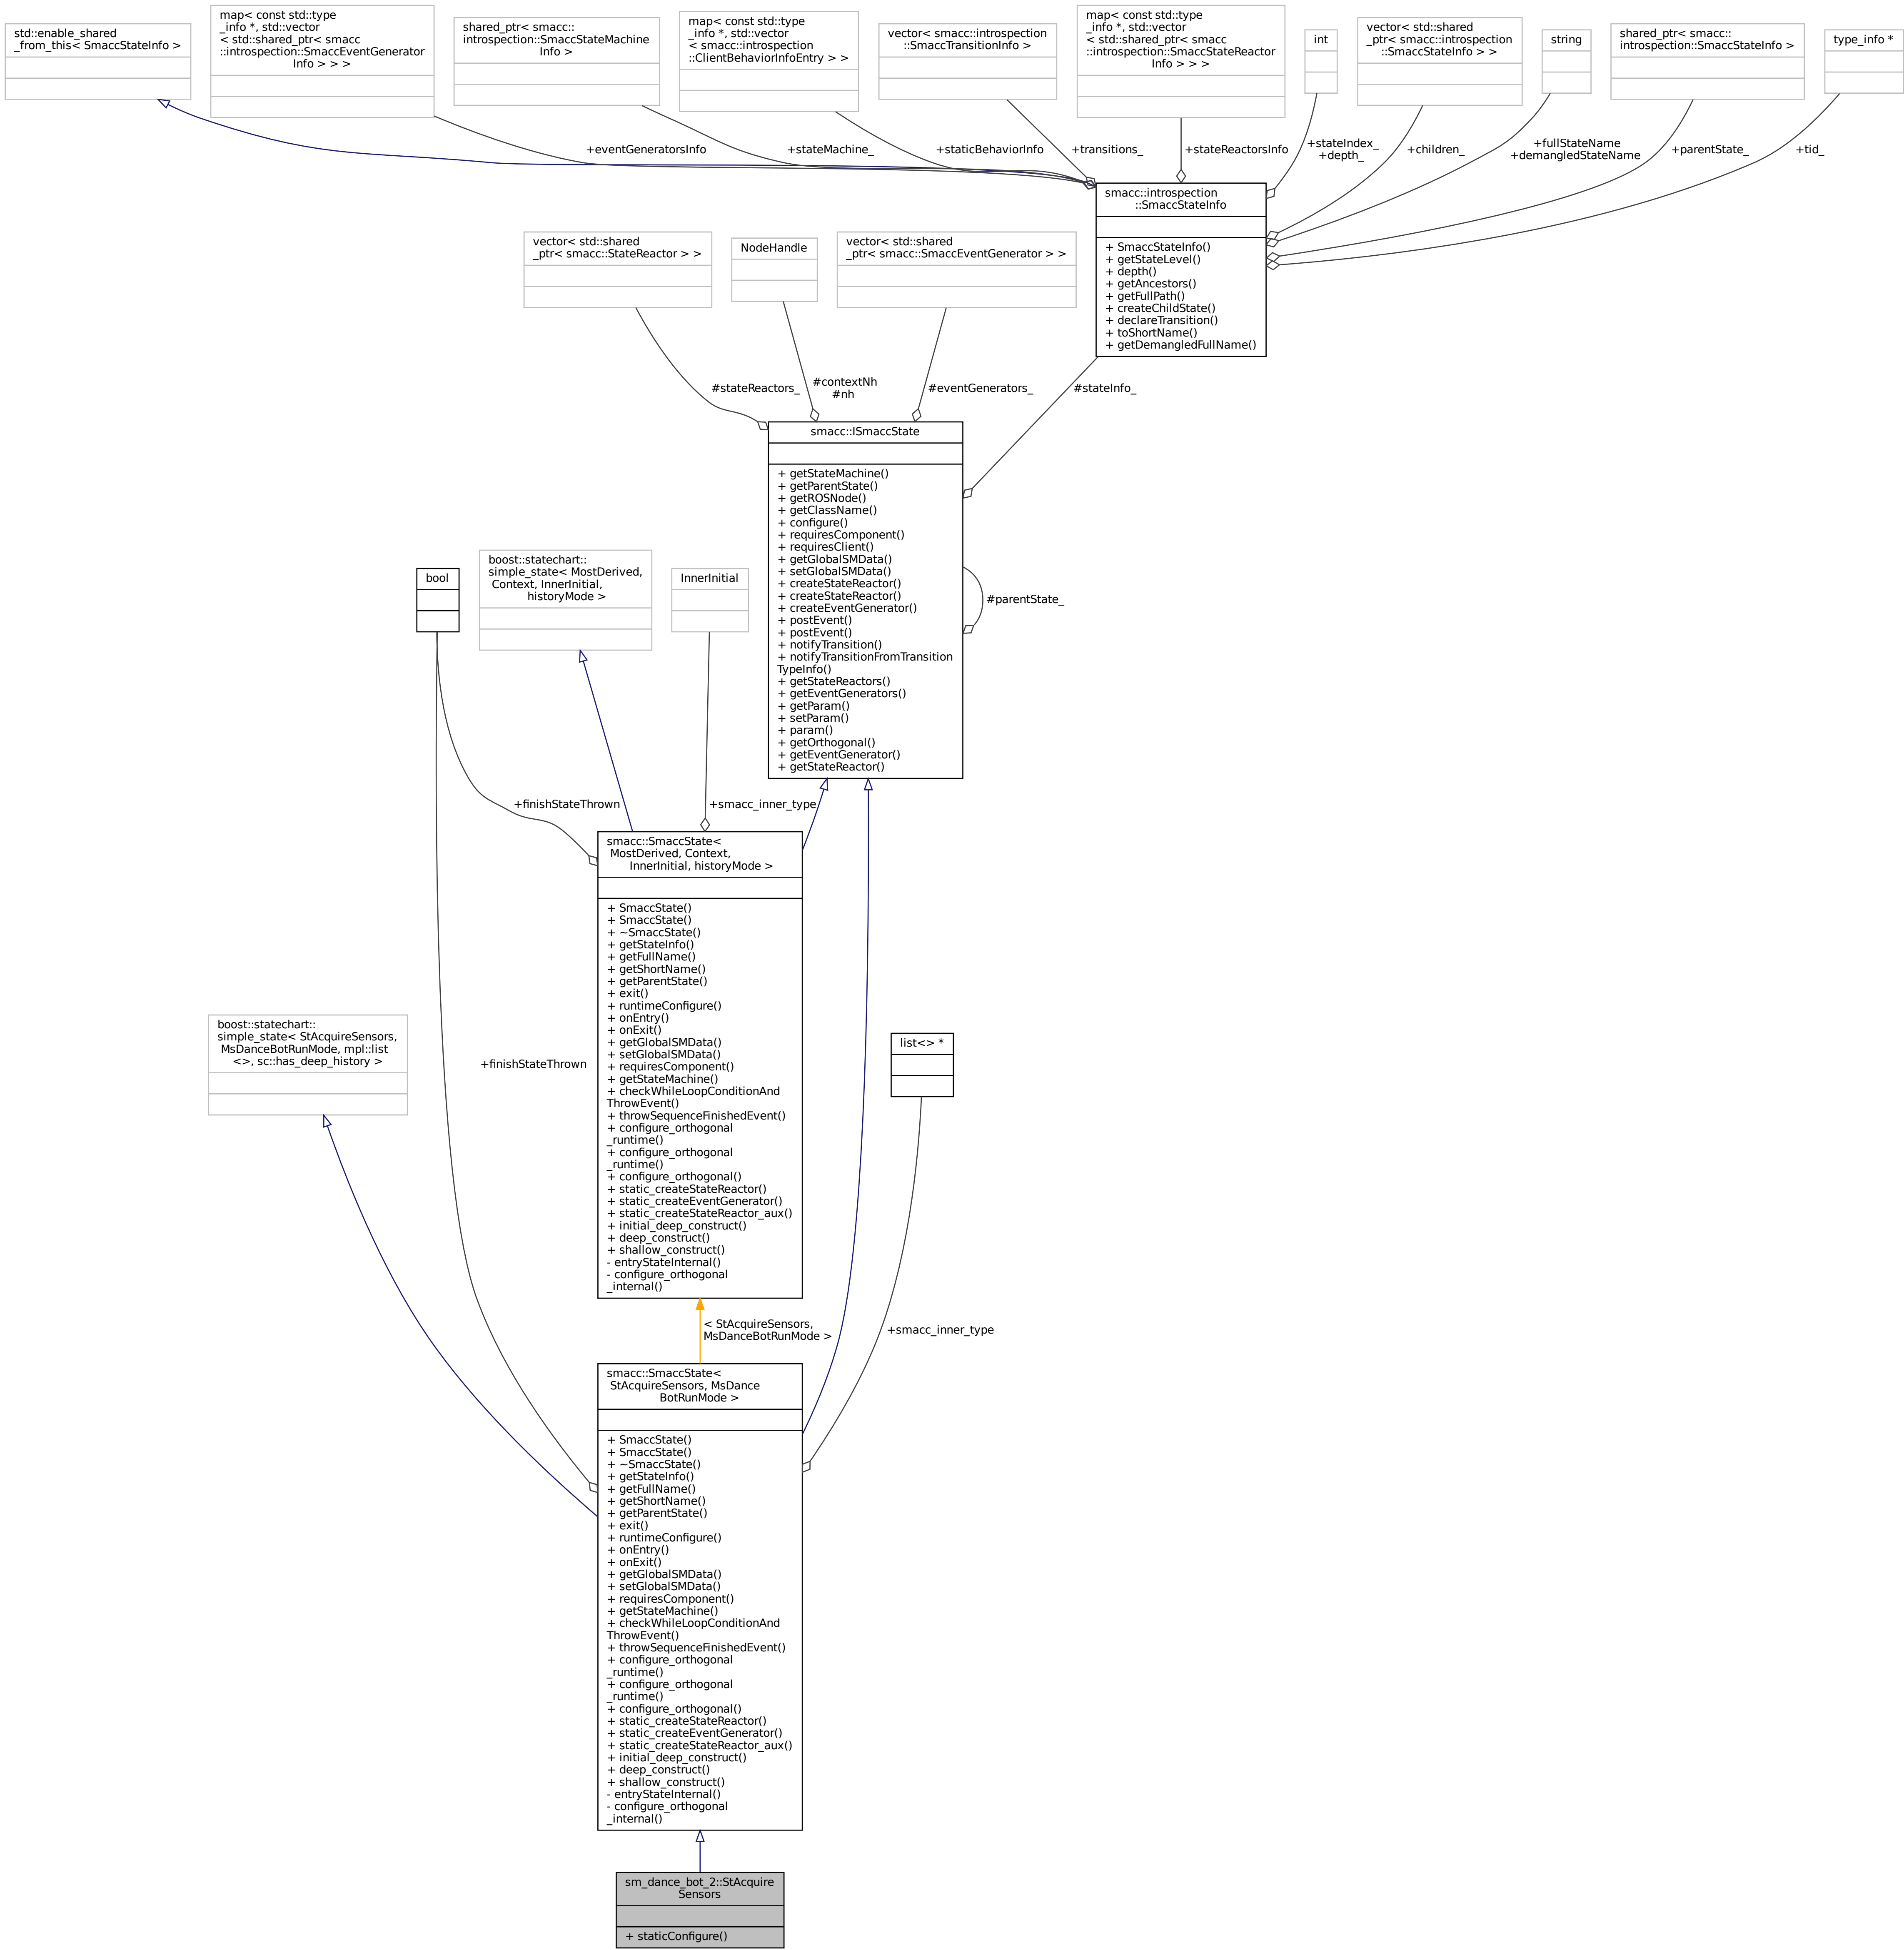 std::enable_shared
_from_this< SmaccStateInfo >
map< const std::type
_info *, std::vector
< std::shared_ptr< smacc
::introspection::SmaccEventGenerator
Info > > >
shared_ptr< smacc::
introspection::SmaccStateMachine
Info >
map< const std::type
_info *, std::vector
< smacc::introspection
::ClientBehaviorInfoEntry > >
vector< smacc::introspection
::SmaccTransitionInfo >
map< const std::type
_info *, std::vector
< std::shared_ptr< smacc
::introspection::SmaccStateReactor
Info > > >
int
vector< std::shared
_ptr< smacc::introspection
::SmaccStateInfo > >
string
shared_ptr< smacc::
introspection::SmaccStateInfo >
type_info *
+eventGeneratorsInfo
+stateMachine_
+staticBehaviorInfo
+transitions_
+stateReactorsInfo
+stateIndex_
+depth_
+children_
+fullStateName
+demangledStateName
+parentState_
+tid_
smacc::introspection
::SmaccStateInfo
+ SmaccStateInfo()
+ getStateLevel()
+ depth()
+ getAncestors()
+ getFullPath()
+ createChildState()
+ declareTransition()
+ toShortName()
+ getDemangledFullName()
vector< std::shared
_ptr< smacc::StateReactor > >
NodeHandle
vector< std::shared
_ptr< smacc::SmaccEventGenerator > >
#stateReactors_
#contextNh
#nh
#eventGenerators_
#stateInfo_
smacc::ISmaccState
+ getStateMachine()
+ getParentState()
+ getROSNode()
+ getClassName()
+ configure()
+ requiresComponent()
+ requiresClient()
+ getGlobalSMData()
+ setGlobalSMData()
+ createStateReactor()
+ createStateReactor()
+ createEventGenerator()
+ postEvent()
+ postEvent()
+ notifyTransition()
+ notifyTransitionFromTransition
TypeInfo()
+ getStateReactors()
+ getEventGenerators()
+ getParam()
+ setParam()
+ param()
+ getOrthogonal()
+ getEventGenerator()
+ getStateReactor()
#parentState_
bool
boost::statechart::
simple_state< MostDerived,
Context, InnerInitial,
historyMode >
InnerInitial
+finishStateThrown
+smacc_inner_type
smacc::SmaccState<
MostDerived, Context,
InnerInitial, historyMode >
+ SmaccState()
+ SmaccState()
+ ~SmaccState()
+ getStateInfo()
+ getFullName()
+ getShortName()
+ getParentState()
+ exit()
+ runtimeConfigure()
+ onEntry()
+ onExit()
+ getGlobalSMData()
+ setGlobalSMData()
+ requiresComponent()
+ getStateMachine()
+ checkWhileLoopConditionAnd
ThrowEvent()
+ throwSequenceFinishedEvent()
+ configure_orthogonal
_runtime()
+ configure_orthogonal
_runtime()
+ configure_orthogonal()
+ static_createStateReactor()
+ static_createEventGenerator()
+ static_createStateReactor_aux()
+ initial_deep_construct()
+ deep_construct()
+ shallow_construct()
- entryStateInternal()
- configure_orthogonal
_internal()
boost::statechart::
simple_state< StAcquireSensors,
MsDanceBotRunMode, mpl::list
<>, sc::has_deep_history >
+finishStateThrown
list<> *
< StAcquireSensors,
MsDanceBotRunMode >
+smacc_inner_type
smacc::SmaccState<
StAcquireSensors, MsDance
BotRunMode >
+ SmaccState()
+ SmaccState()
+ ~SmaccState()
+ getStateInfo()
+ getFullName()
+ getShortName()
+ getParentState()
+ exit()
+ runtimeConfigure()
+ onEntry()
+ onExit()
+ getGlobalSMData()
+ setGlobalSMData()
+ requiresComponent()
+ getStateMachine()
+ checkWhileLoopConditionAnd
ThrowEvent()
+ throwSequenceFinishedEvent()
+ configure_orthogonal
_runtime()
+ configure_orthogonal
_runtime()
+ configure_orthogonal()
+ static_createStateReactor()
+ static_createEventGenerator()
+ static_createStateReactor_aux()
+ initial_deep_construct()
+ deep_construct()
+ shallow_construct()
- entryStateInternal()
- configure_orthogonal
_internal()
sm_dance_bot_2::StAcquire
Sensors
+ staticConfigure()